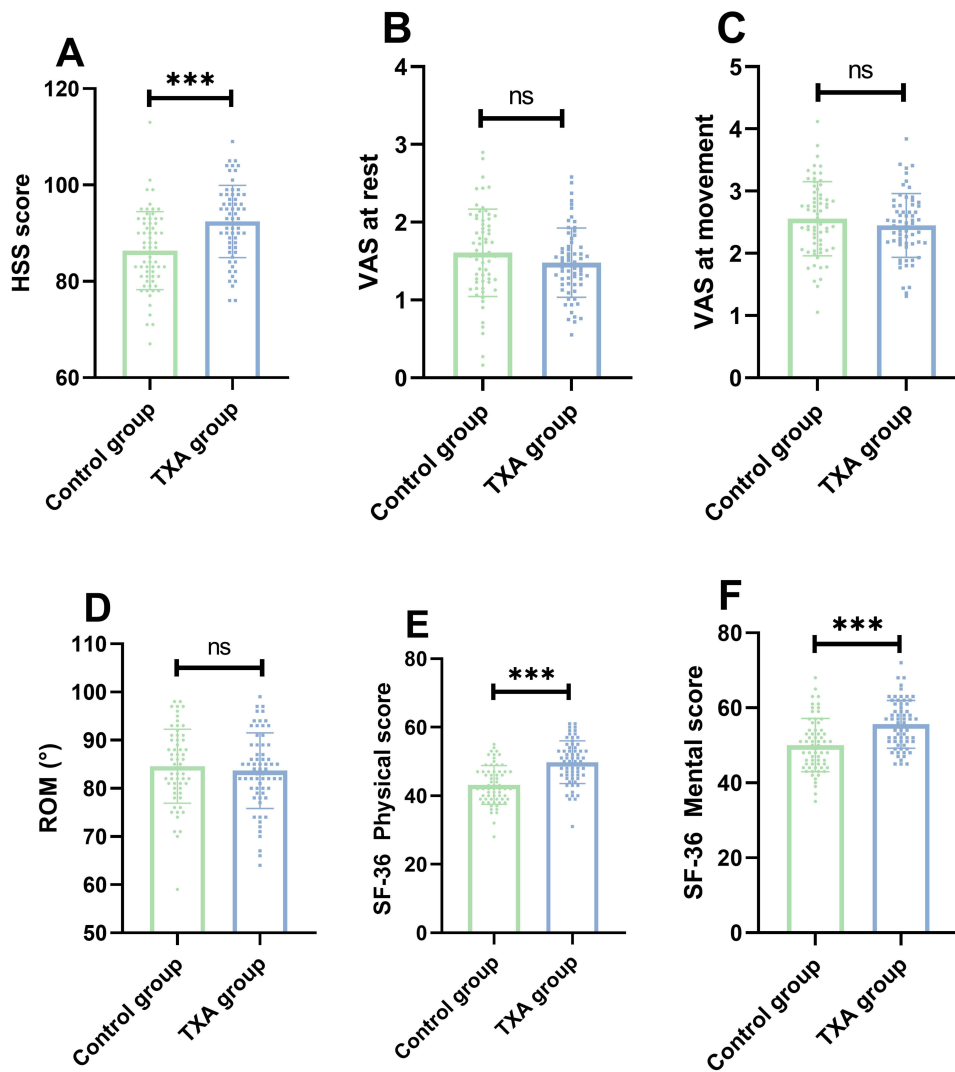 A
HSS score
120
100
80
60
***
Control group
TXA group
B
VAS at rest
4
3
2
1
0
ns
Control group
TXA group
C
VAS at movement
5
4
3
2
1
0
ns
Control group
TXA group
D
ROM (°)
110
100
90
80
70
60
50
ns
Control group
TXA group
E
SF-36 Physical score
80
60
40
20
0
***
Control group
TXA group
F
SF-36 Mental score
80
60
40
20
0
***
Control group
TXA group